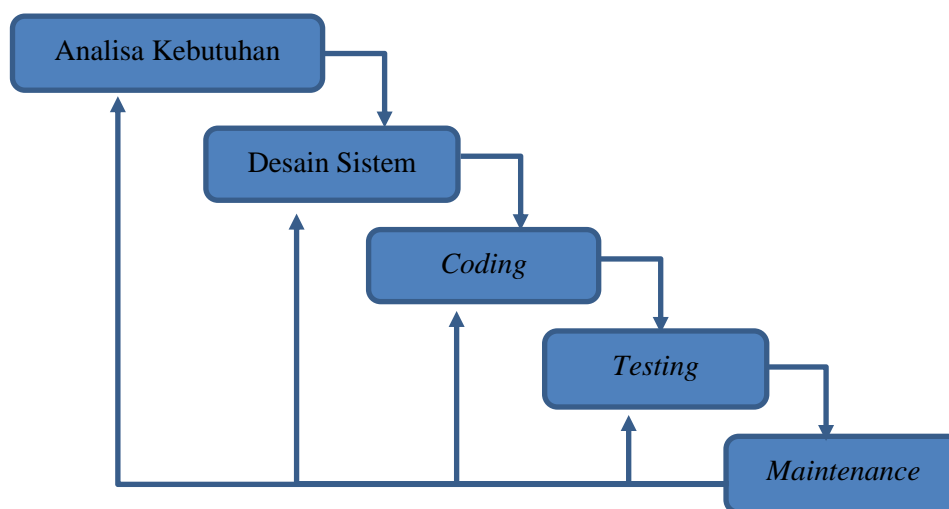 Analisa Kebutuhan
Desain Sistem
Coding
Testing
Maintenance